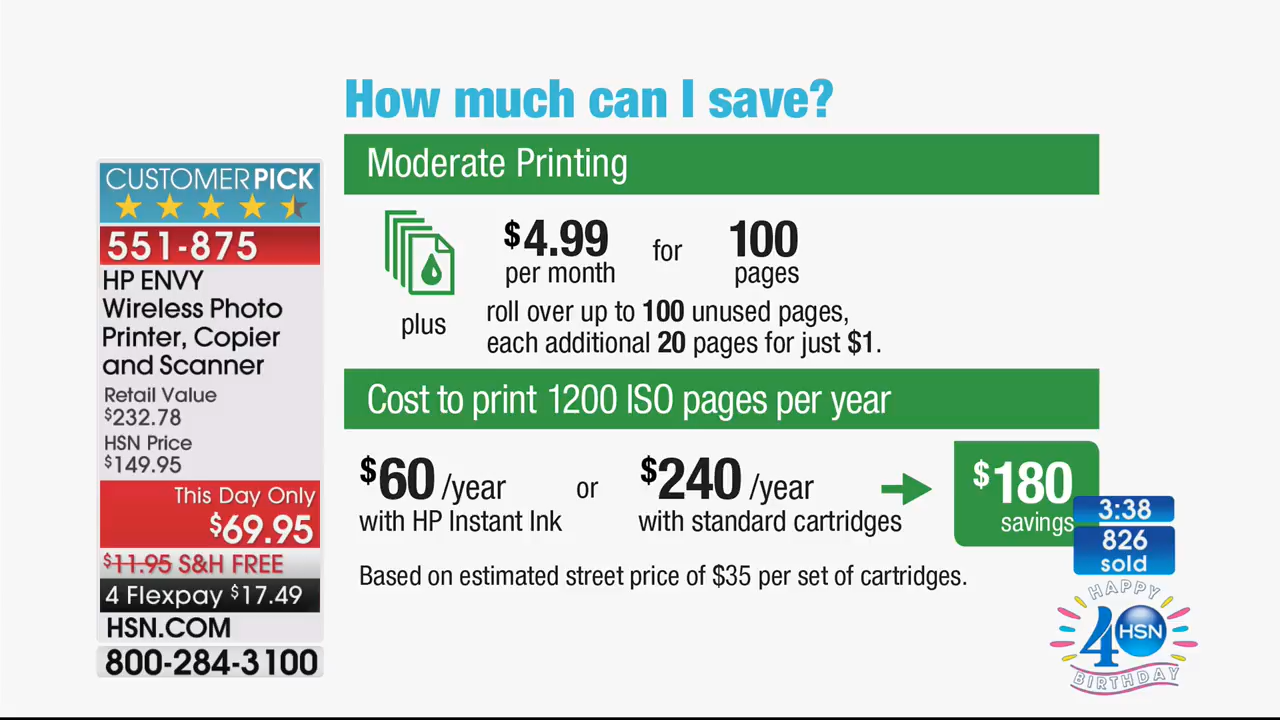 How much can I save?
Moderate Printing
$4.99 for 100
per month pages
plus
roll over up to 100 unused pages,
each additional 20 pages for just $1.
Cost to print 1200 ISO pages per year
$60 /year or $240 /year
with HP Instant Ink with standard cartridges
$180
savings
Based on estimated street price of $35 per set of cartridges.
CUSTOMER PICK
551-875
HP ENVY
Wireless Photo
Printer, Copier
and Scanner
Retail Value
$232.78
HSN Price
$149.95
This Day Only
$69.95
$11.95 S&H FREE
4 Flexpay $17.49
HSN.COM
800-284-3100
3:38
826
sold
HAPPY
40 HSN
BIRTHDAY